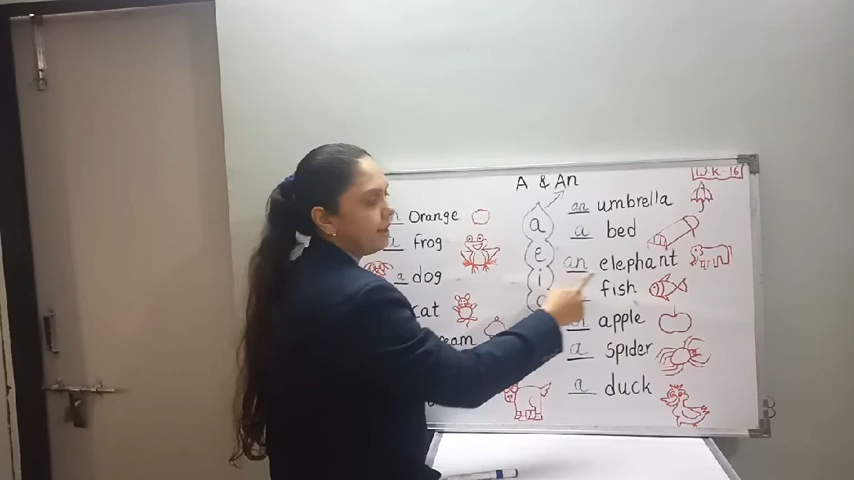 A & An
W.K-16
Orange
a frog
a dog
cat
a
e
i
an umbrella
a bed
an elephant
fish
apple
a spider
a duck